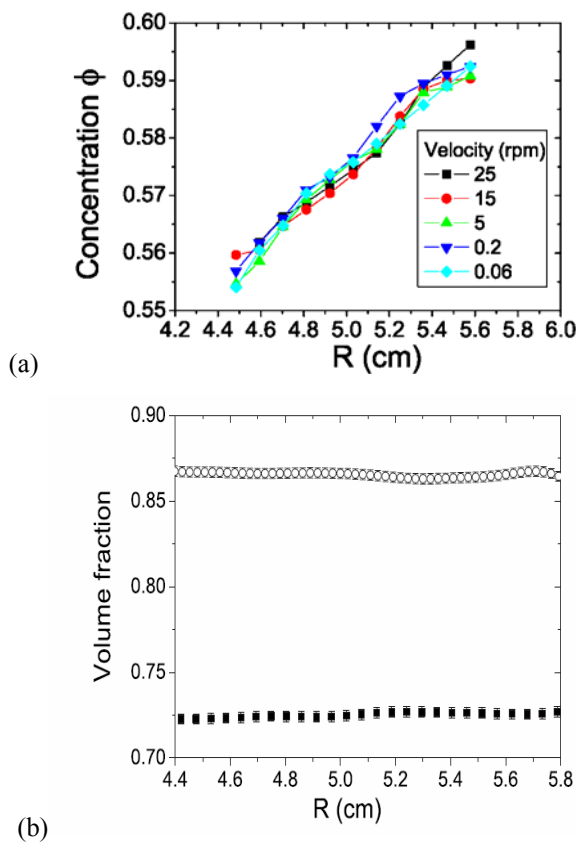 0.60
0.59
0.58
0.57
0.56
0.55
Concentration ϕ
Velocity (rpm)
25
15
5
0.2
0.06
4.2 4.4 4.6 4.8 5.0 5.2 5.4 5.6 5.8 6.0
R (cm)
(a)
0.90
0.85
0.80
0.75
0.70
Volume fraction
4.4 4.6 4.8 5.0 5.2 5.4 5.6 5.8
R (cm)
(b)